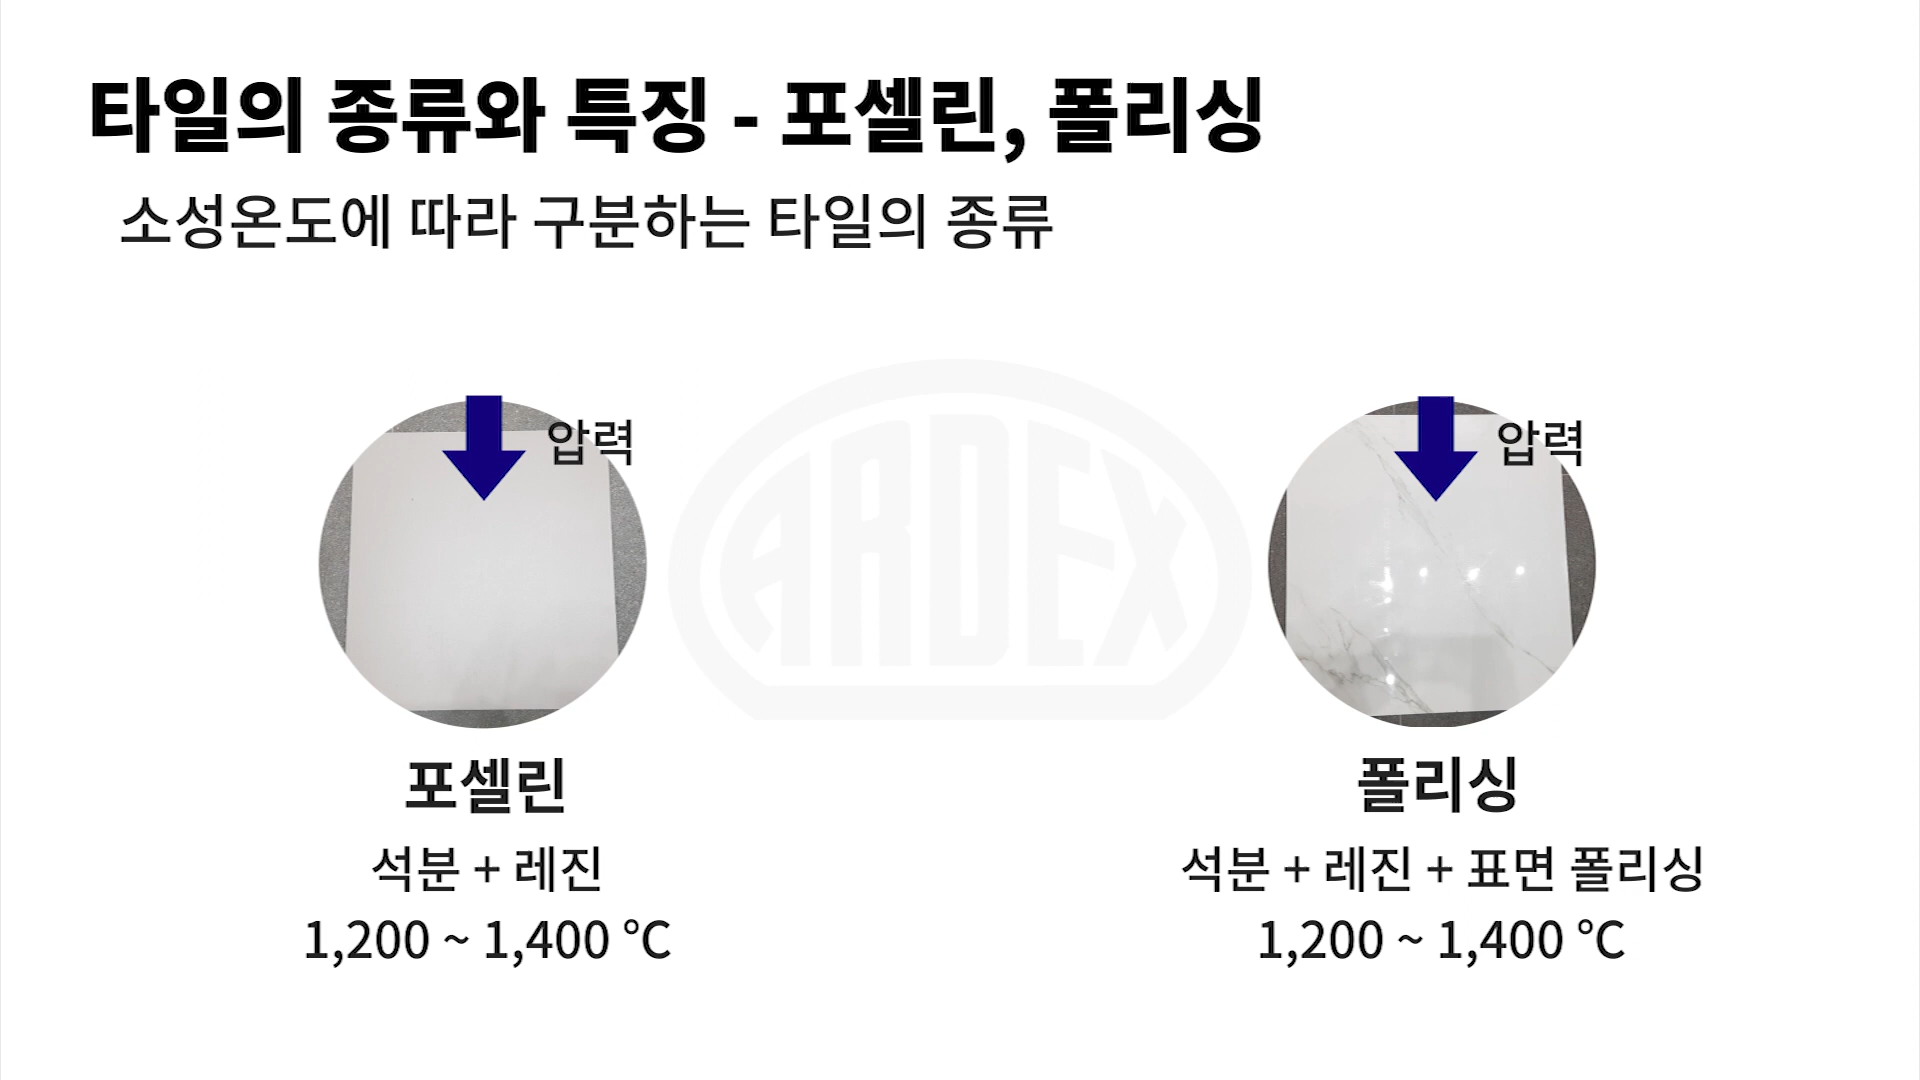 타일의 종류와 특징 - 포셀린, 폴리싱
소성온도에 따라 구분하는 타일의 종류
압력
압력
ARDEX
포셀린
폴리싱
석분 + 레진
석분 + 레진 + 표면 폴리싱
1,200 ~ 1,400 ℃
1,200 ~ 1,400 ℃